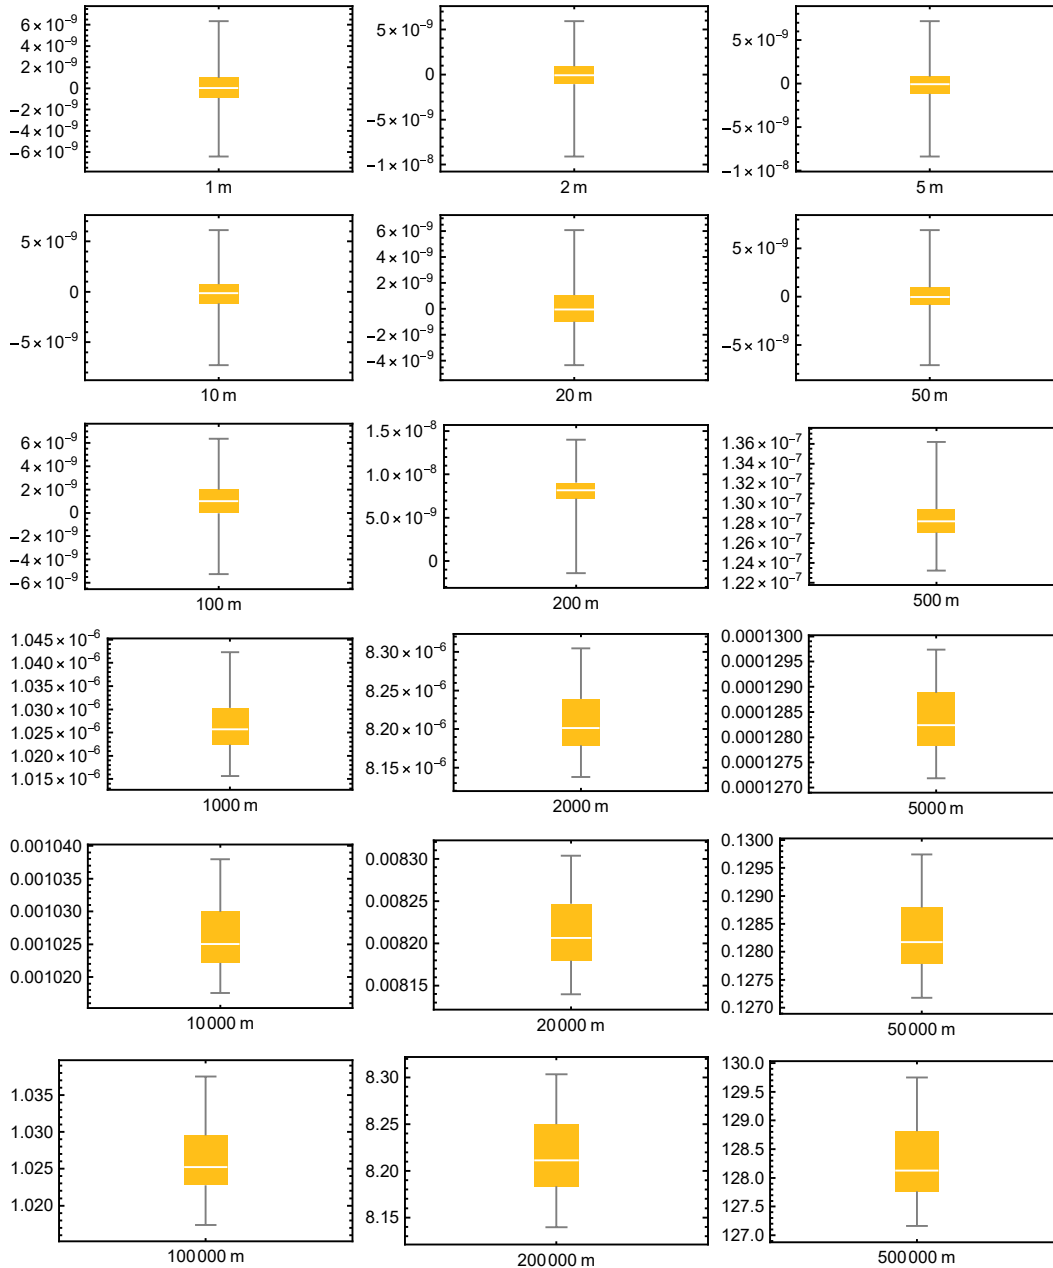 6 × 10⁻⁹
4 × 10⁻⁹
2 × 10⁻⁹
0
−2 × 10⁻⁹
−4 × 10⁻⁹
−6 × 10⁻⁹
1 m
5 × 10⁻⁹
0
−5 × 10⁻⁹
−1 × 10⁻⁸
2 m
5 × 10⁻⁹
0
−5 × 10⁻⁹
−1 × 10⁻⁸
5 m
5 × 10⁻⁹
0
−5 × 10⁻⁹
10 m
6 × 10⁻⁹
4 × 10⁻⁹
2 × 10⁻⁹
0
−2 × 10⁻⁹
−4 × 10⁻⁹
20 m
5 × 10⁻⁹
0
−5 × 10⁻⁹
50 m
6 × 10⁻⁹
4 × 10⁻⁹
2 × 10⁻⁹
0
−2 × 10⁻⁹
−4 × 10⁻⁹
−6 × 10⁻⁹
100 m
1.5 × 10⁻⁸
1.0 × 10⁻⁸
5.0 × 10⁻⁹
0
200 m
1.36 × 10⁻⁷
1.34 × 10⁻⁷
1.32 × 10⁻⁷
1.30 × 10⁻⁷
1.28 × 10⁻⁷
1.26 × 10⁻⁷
1.24 × 10⁻⁷
1.22 × 10⁻⁷
500 m
1.045 × 10⁻⁶
1.040 × 10⁻⁶
1.035 × 10⁻⁶
1.030 × 10⁻⁶
1.025 × 10⁻⁶
1.020 × 10⁻⁶
1.015 × 10⁻⁶
1000 m
8.30 × 10⁻⁶
8.25 × 10⁻⁶
8.20 × 10⁻⁶
8.15 × 10⁻⁶
2000 m
0.0001300
0.0001295
0.0001290
0.0001285
0.0001280
0.0001275
0.0001270
5000 m
0.001040
0.001035
0.001030
0.001025
0.001020
10 000 m
0.00830
0.00825
0.00820
0.00815
20 000 m
0.1300
0.1295
0.1290
0.1285
0.1280
0.1275
0.1270
50 000 m
1.035
1.030
1.025
1.020
100 000 m
8.30
8.25
8.20
8.15
200 000 m
130.0
129.5
129.0
128.5
128.0
127.5
127.0
500 000 m